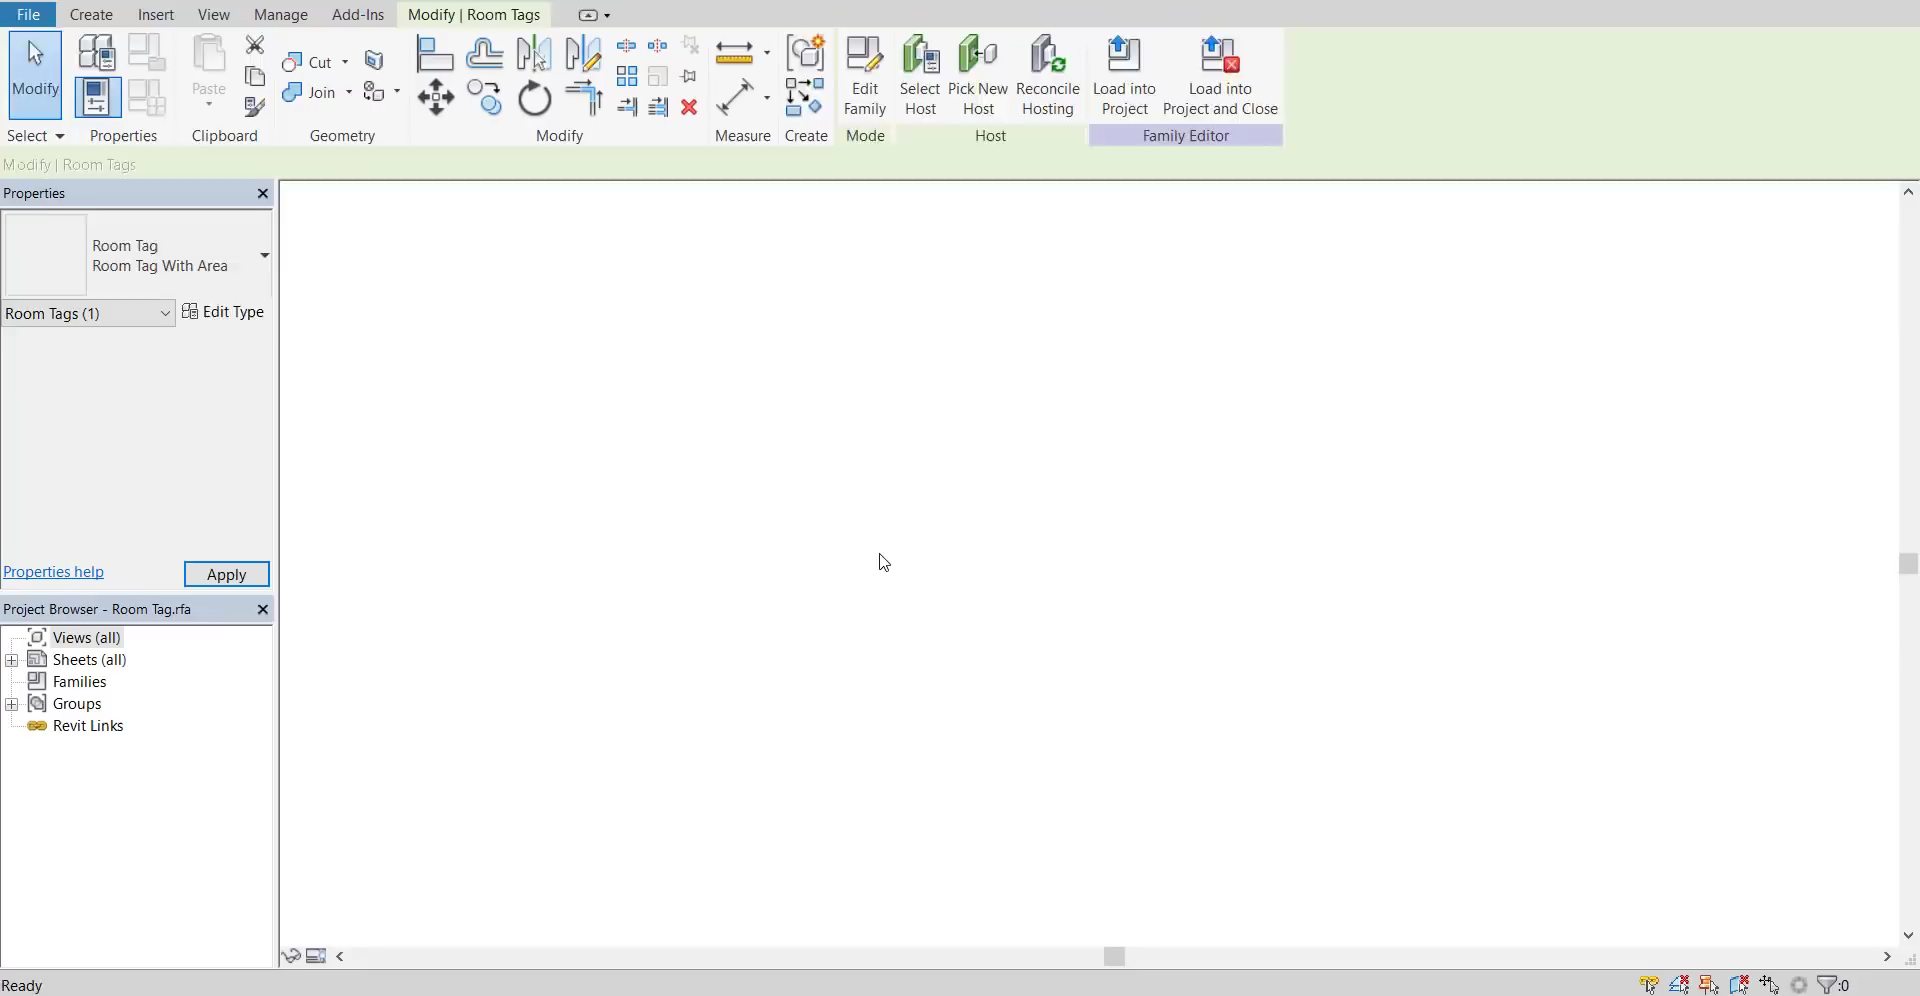 File Create Insert View Manage Add-Ins Modify | Room Tags
Modify
Paste
Cut
Join
Edit Family
Select Host
Pick New Host
Reconcile Hosting
Load into Project
Load into Project and Close
Select Properties Clipboard Geometry Modify Measure Create Mode Host Family Editor
Modify | Room Tags
Properties
Room Tag
Room Tag With Area
Room Tags (1) Edit Type
Properties help Apply
Project Browser - Room Tag.rfa
Views (all)
Sheets (all)
Families
Groups
Revit Links
Ready :0